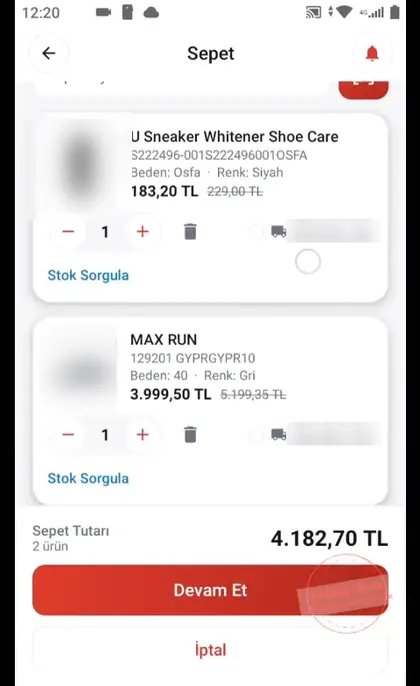 12:20
4G
Sepet
U Sneaker Whitener Shoe Care
S222496-001S222496001OSFA
Beden: Osfa · Renk: Siyah
183,20 TL 229,00 TL
1
Stok Sorgula
MAX RUN
129201 GYPRGYPR10
Beden: 40 · Renk: Gri
3.999,50 TL 5.199,35 TL
1
Stok Sorgula
Sepet Tutarı
2 ürün
4.182,70 TL
Devam Et
İptal